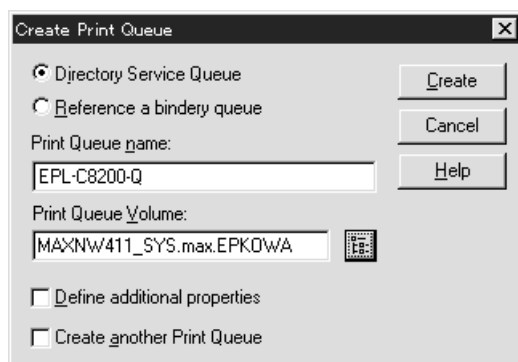 Create Print Queue
Directory Service Queue
Reference a bindery queue
Print Queue name:
EPL-C8200-Q
Print Queue Volume:
MAXNW411_SYS.max.EPKOWA
Define additional properties
Create another Print Queue
Create
Cancel
Help